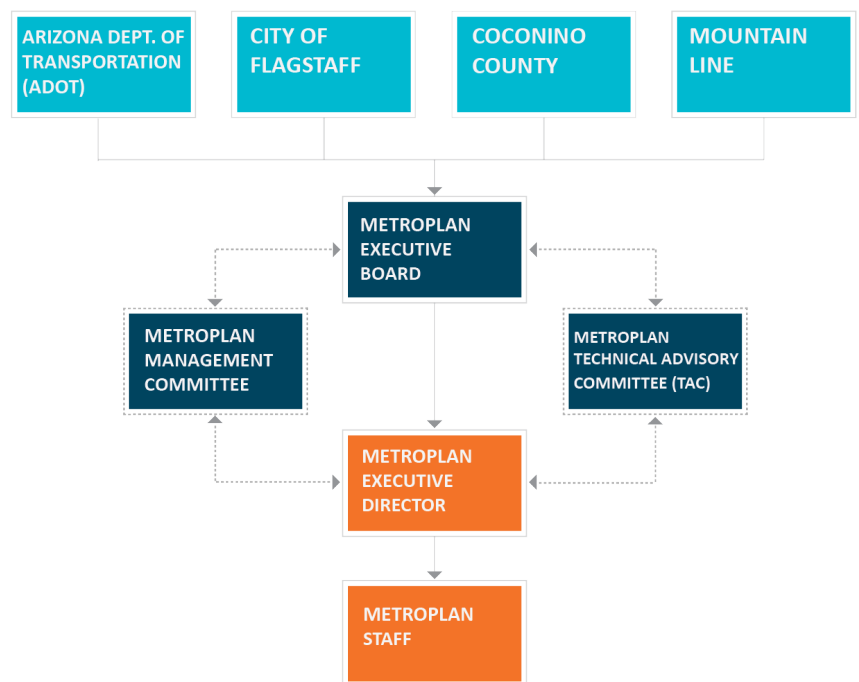 ARIZONA DEPT. OF
TRANSPORTATION
(ADOT)
CITY OF
FLAGSTAFF
COCONINO
COUNTY
MOUNTAIN
LINE
METROPLAN
EXECUTIVE
BOARD
METROPLAN
MANAGEMENT
COMMITTEE
METROPLAN
TECHNICAL ADVISORY
COMMITTEE (TAC)
METROPLAN
EXECUTIVE
DIRECTOR
METROPLAN
STAFF